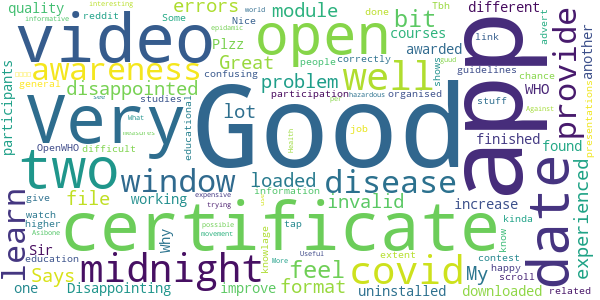 quality reddit Tbh interesting errors
Some Nice module bit different done
informative participants video open Plzz Great courses awarded advert
awareness well problem link another
provide confusing people correctly guidelines chance
disappointed participation hazardous organised shows WHO
general studies lot stuff presentations
Very Good app
OpenWHO What educational finished
measures difficult see per Health job
two window loaded disease found experienced
learn file working information invalid increase
give watch Why tap extent kinda
higher Sir certificate date
education Asibone knowlage know contest
midnight feel covid happy
Says My scroll
one Disappointing improve format uninstalled downloaded related
expensive trying possible movement More Useful
world epidamic guud Against